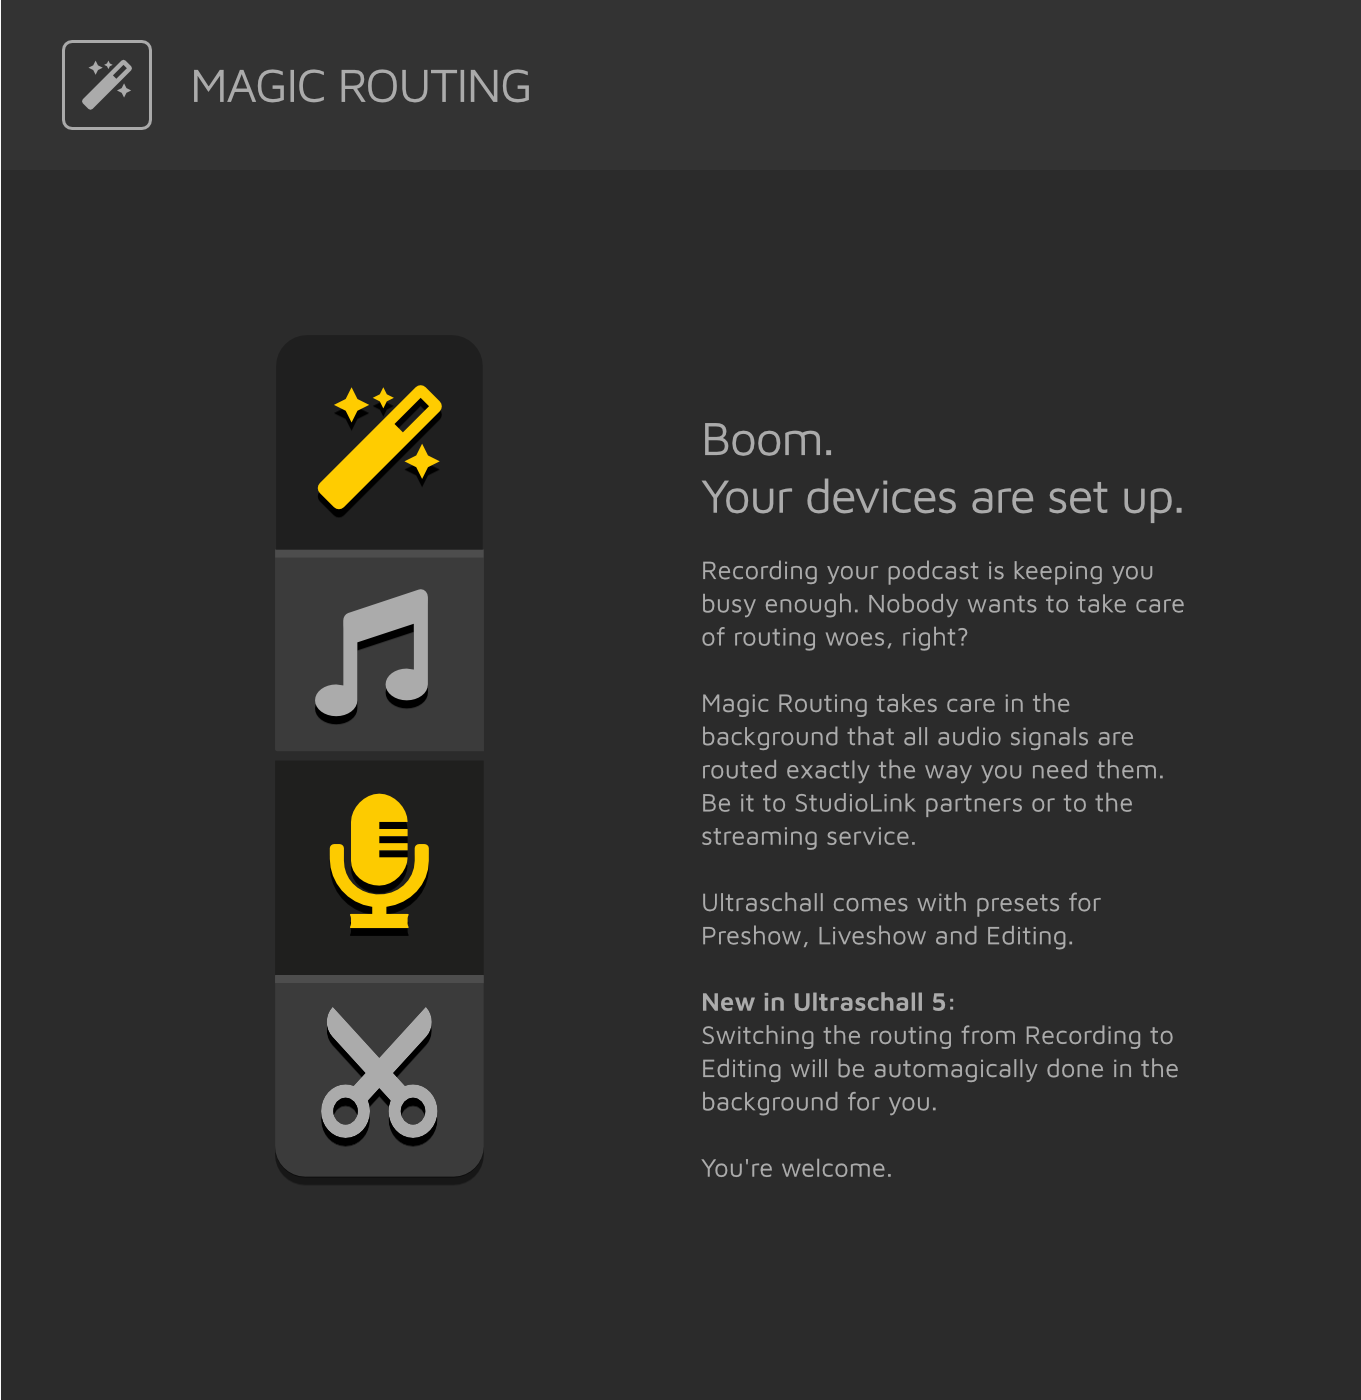 MAGIC ROUTING
Boom.
Your devices are set up.
Recording your podcast is keeping you
busy enough. Nobody wants to take care
of routing woes, right?
Magic Routing takes care in the
background that all audio signals are
routed exactly the way you need them.
Be it to StudioLink partners or to the
streaming service.
Ultraschall comes with presets for
Preshow, Liveshow and Editing.
New in Ultraschall 5:
Switching the routing from Recording to
Editing will be automagically done in the
background for you.
You're welcome.